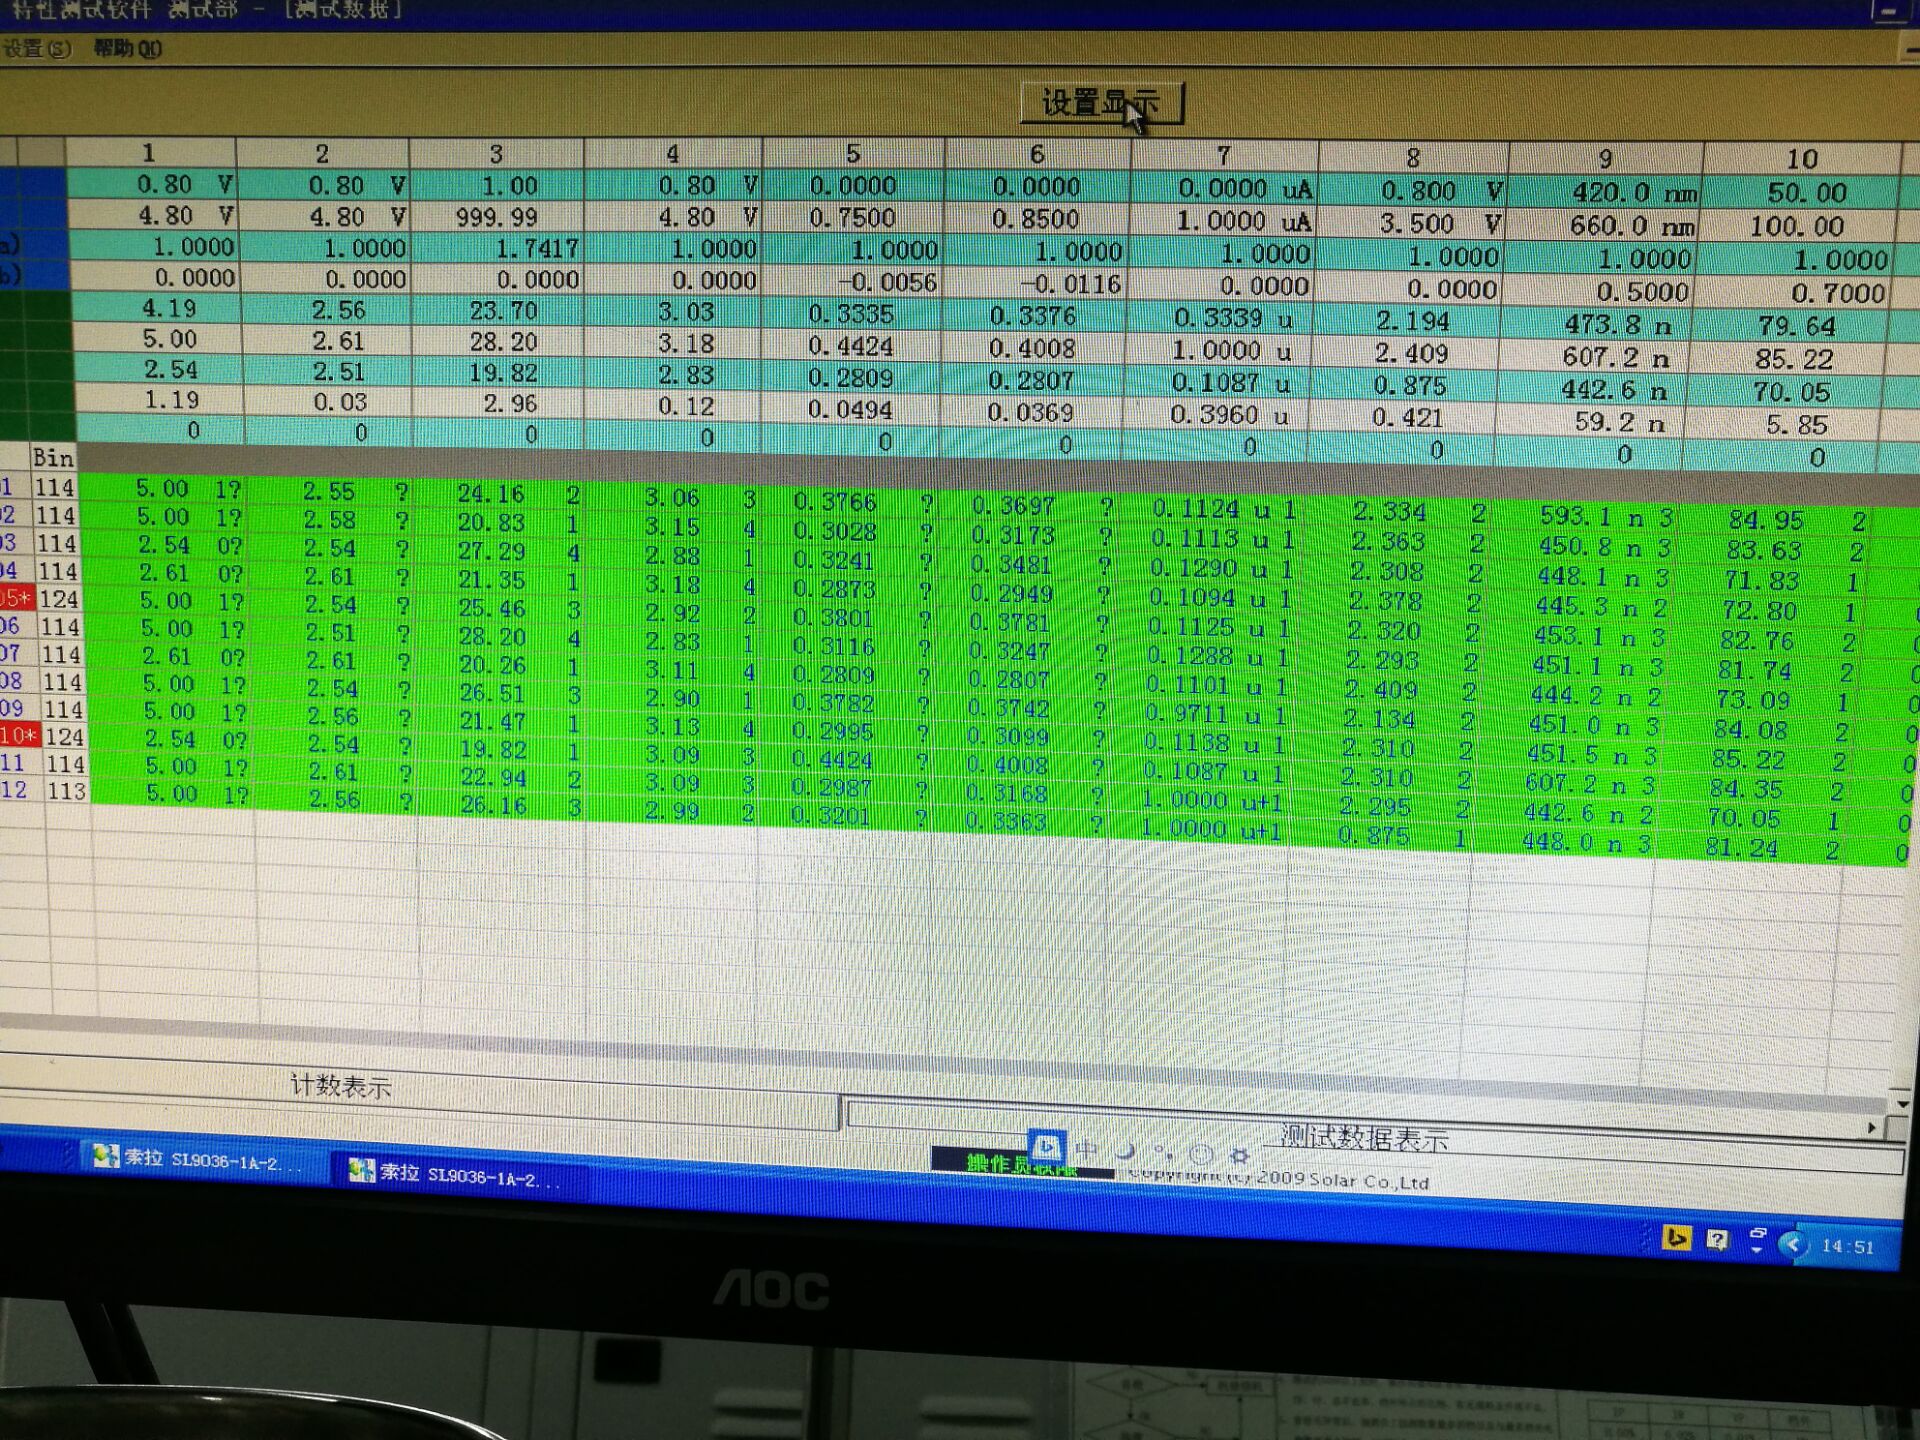 特性测试软件 测试部 - [测试数据]
设置(S) 帮助(X)
设置显示
1 2 3 4 5 6 7 8 9 10
0.80 V 0.80 V 1.00 0.80 V 0.0000 0.0000 0.0000 uA 0.800 V 420.0 nm 50.00
4.80 V 4.80 V 999.99 4.80 V 0.7500 0.8500 1.0000 uA 3.500 V 660.0 nm 100.00
a) 1.0000 1.0000 1.7417 1.0000 1.0000 1.0000 1.0000 1.0000 1.0000 1.0000
b) 0.0000 0.0000 0.0000 0.0000 -0.0056 -0.0116 0.0000 0.0000 0.5000 0.7000
4.19 2.56 23.70 3.03 0.3335 0.3376 0.3339 u 2.194 473.8 n 79.64
5.00 2.61 28.20 3.18 0.4424 0.4008 1.0000 u 2.409 607.2 n 85.22
2.54 2.51 19.82 2.83 0.2809 0.2807 0.1087 u 0.875 442.6 n 70.05
1.19 0.03 2.96 0.12 0.0494 0.0369 0.3960 u 0.421 59.2 n 5.85
0 0 0 0 0 0 0 0 0 0
Bin
01 114 5.00 1? 2.55 ? 24.16 2 3.06 3 0.3766 ? 0.3697 ? 0.1124 u 1 2.334 2 593.1 n 3 84.95 2
02 114 5.00 1? 2.58 ? 20.83 1 3.15 4 0.3028 ? 0.3173 ? 0.1113 u 1 2.363 2 450.8 n 3 83.63 2
03 114 2.54 0? 2.54 ? 27.29 4 2.88 1 0.3241 ? 0.3481 ? 0.1290 u 1 2.308 2 448.1 n 3 71.83 1
04 114 2.61 0? 2.61 ? 21.35 1 3.18 4 0.2873 ? 0.2949 ? 0.1094 u 1 2.378 2 445.3 n 2 72.80 1
05* 124 5.00 1? 2.54 ? 25.46 3 2.92 2 0.3801 ? 0.3781 ? 0.1125 u 1 2.320 2 453.1 n 3 82.76 2
06 114 5.00 1? 2.51 ? 28.20 4 2.83 1 0.3116 ? 0.3247 ? 0.1288 u 1 2.293 2 451.1 n 3 81.74 2
07 114 2.61 0? 2.61 ? 20.26 1 3.11 4 0.2809 ? 0.2807 ? 0.1101 u 1 2.409 2 444.2 n 2 73.09 1 0
08 114 5.00 1? 2.54 ? 26.51 3 2.90 1 0.3782 ? 0.3742 ? 0.9711 u 1 2.134 2 451.0 n 3 84.08 2 0
09 114 5.00 1? 2.56 ? 21.47 1 3.13 4 0.2995 ? 0.3099 ? 0.1138 u 1 2.310 2 451.5 n 3 85.22 2 0
10* 124 2.54 0? 2.54 ? 19.82 1 3.09 3 0.4424 ? 0.4008 ? 0.1087 u 1 2.310 2 607.2 n 3 84.35 2 0
11 114 5.00 1? 2.61 ? 22.94 2 3.09 3 0.2987 ? 0.3168 ? 1.0000 u+1 2.295 2 442.6 n 2 70.05 1 0
12 113 5.00 1? 2.56 ? 26.16 3 2.99 2 0.3201 ? 0.3363 ? 1.0000 u+1 0.875 1 448.0 n 3 81.24 2 0
计数表示
测试数据表示
中
操作员权限
Copyright (c) 2009 Solar Co.,Ltd
索拉 SL9036-1A-2...
索拉 SL9036-1A-2...
14:51
AOC